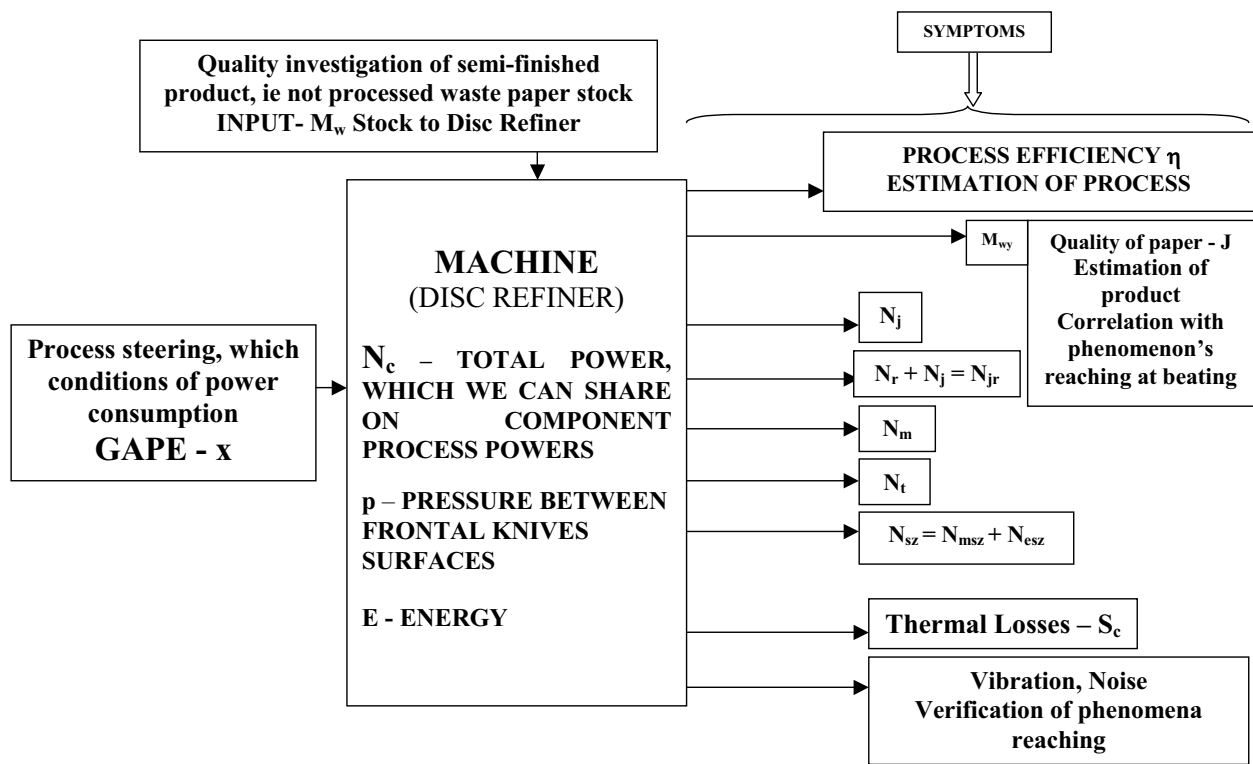 SYMPTOMS
Quality investigation of semi-finished
product, ie not processed waste paper stock
INPUT- Mw Stock to Disc Refiner
PROCESS EFFICIENCY η
ESTIMATION OF PROCESS
Mwy
Quality of paper - J
Estimation of
product
Correlation with
phenomenon's
reaching at beating
MACHINE
(DISC REFINER)
Nc – TOTAL POWER,
WHICH WE CAN SHARE
ON COMPONENT
PROCESS POWERS
p – PRESSURE BETWEEN
FRONTAL KNIVES
SURFACES
E - ENERGY
Process steering, which
conditions of power
consumption
GAPE - x
Nj
Nr + Nj = Njr
Nm
Nt
Nsz = Nmsz + Nesz
Thermal Losses – Sc
Vibration, Noise
Verification of phenomena
reaching